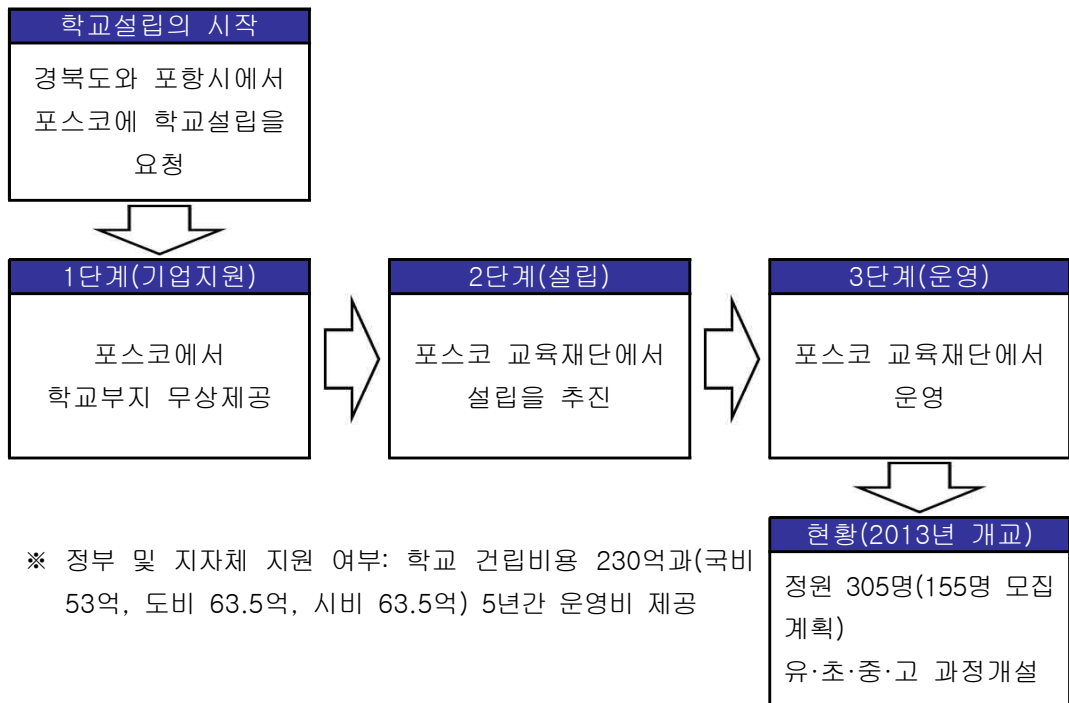 학교설립의 시작
경북도와 포항시에서
포스코에 학교설립을
요청
1단계(기업지원)
포스코에서
학교부지 무상제공
2단계(설립)
포스코 교육재단에서
설립을 추진
3단계(운영)
포스코 교육재단에서
운영
현황(2013년 개교)
정원 305명(155명 모집
계획)
유·초·중·고 과정개설
※ 정부 및 지자체 지원 여부: 학교 건립비용 230억과(국비
53억, 도비 63.5억, 시비 63.5억) 5년간 운영비 제공